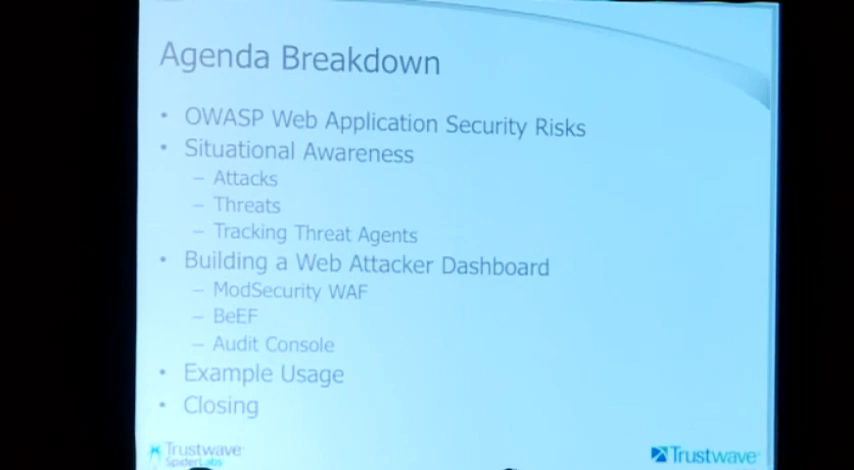 Agenda Breakdown
• OWASP Web Application Security Risks
• Situational Awareness
– Attacks
– Threats
– Tracking Threat Agents
• Building a Web Attacker Dashboard
– ModSecurity WAF
– BeEF
– Audit Console
• Example Usage
• Closing
Trustwave
SpiderLabs
Trustwave